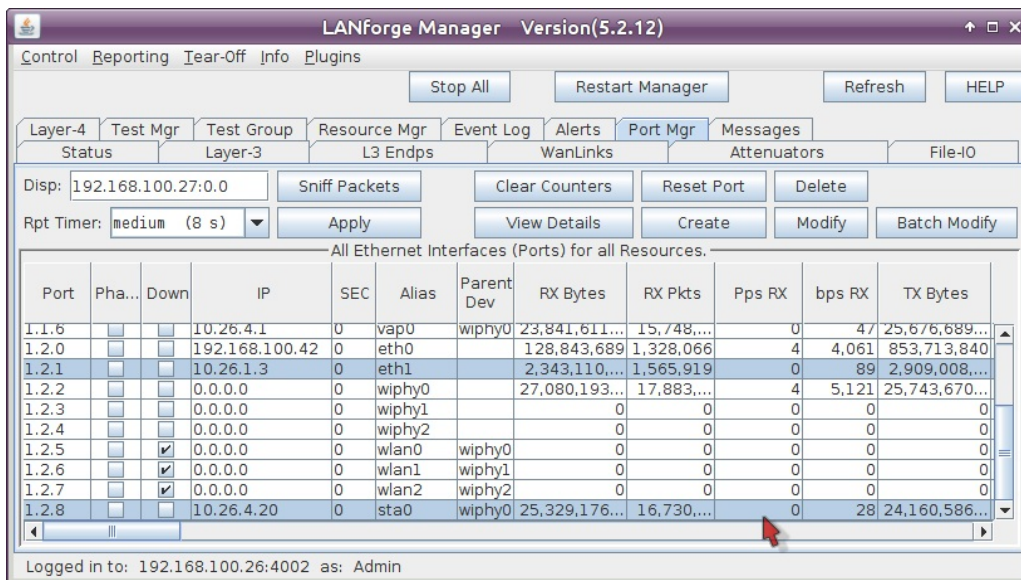 LANforge Manager Version(5.2.12)
Control Reporting Tear-Off Info Plugins
Stop All Restart Manager Refresh HELP
Layer-4 Test Mgr Test Group Resource Mgr Event Log Alerts Port Mgr Messages
Status Layer-3 L3 Endps WanLinks Attenuators File-IO
Disp: 192.168.100.27:0.0 Sniff Packets Clear Counters Reset Port Delete
Rpt Timer: medium (8 s) Apply View Details Create Modify Batch Modify
All Ethernet Interfaces (Ports) for all Resources.
Port Pha... Down IP SEC Alias Parent Dev RX Bytes RX Pkts Pps RX bps RX TX Bytes
1.1.6 10.26.4.1 0 vap0 wiphy0 23,841,611... 15,748,... 0 47 25,676,689...
1.2.0 192.168.100.42 0 eth0 128,843,689 1,328,066 4 4,061 853,713,840
1.2.1 10.26.1.3 0 eth1 2,343,110,... 1,565,919 0 89 2,909,008,...
1.2.2 0.0.0.0 0 wiphy0 27,080,193... 17,883,... 4 5,121 25,743,670...
1.2.3 0.0.0.0 0 wiphy1 0 0 0 0 0
1.2.4 0.0.0.0 0 wiphy2 0 0 0 0 0
1.2.5 0.0.0.0 0 wlan0 wiphy0 0 0 0 0 0
1.2.6 0.0.0.0 0 wlan1 wiphy1 0 0 0 0 0
1.2.7 0.0.0.0 0 wlan2 wiphy2 0 0 0 0 0
1.2.8 10.26.4.20 0 sta0 wiphy0 25,329,176... 16,730,... 0 28 24,160,586...
Logged in to: 192.168.100.26:4002 as: Admin